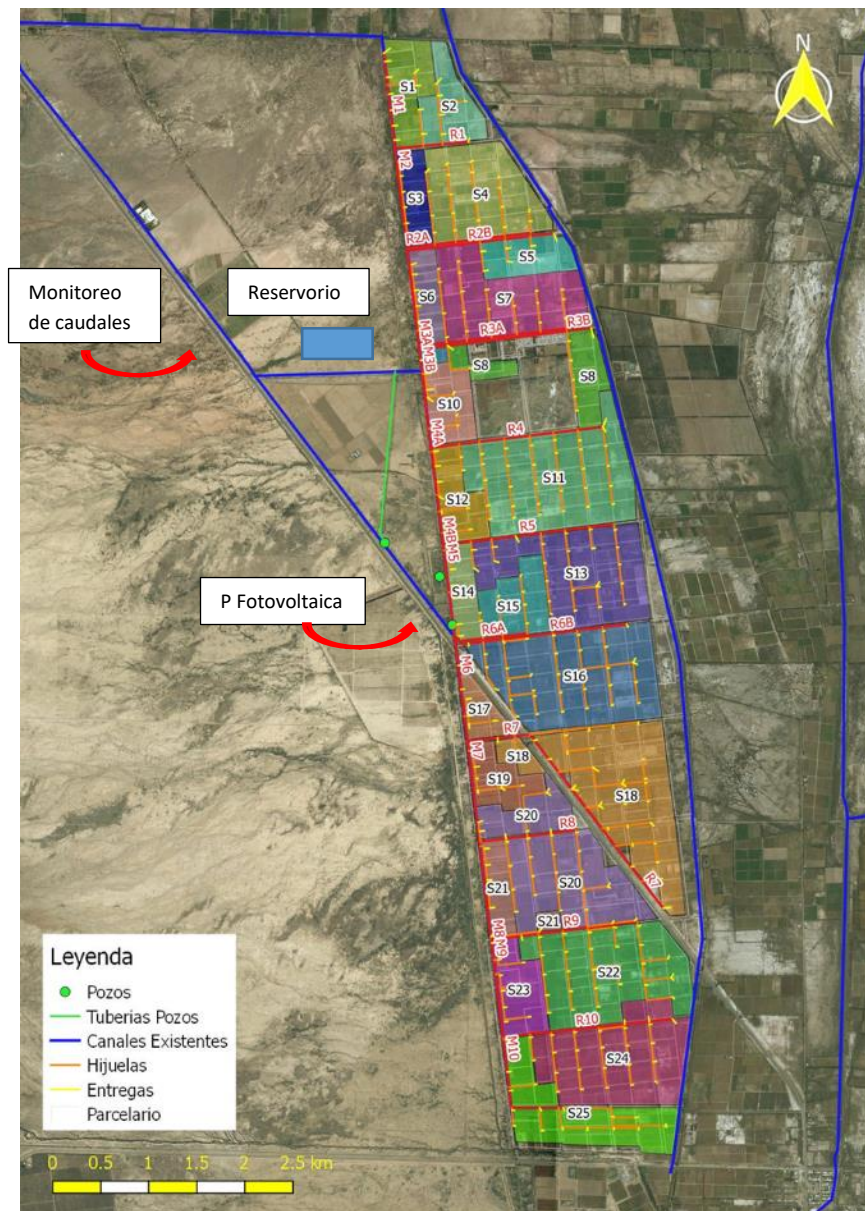 N
S1
M1
S2
R1
M2
S3
S4
R2A
R2B
S5
S6
S7
Monitoreo
de caudales
Reservorio
R3A
R3B
M3A
M3B
S8
S8
S10
M4A
R4
S11
S12
M4B
M5
R5
S13
S14
S15
P Fotovoltaica
R6A
R6B
M6
S16
S17
R7
M7
S18
S19
S18
S20
R8
S20
S21
R7
S21
R9
M8
M9
S22
S23
R10
M10
S24
S25
Leyenda
Pozos
Tuberias Pozos
Canales Existentes
Hijuelas
Entregas
Parcelario
0 0.5 1 1.5 2 2.5 km